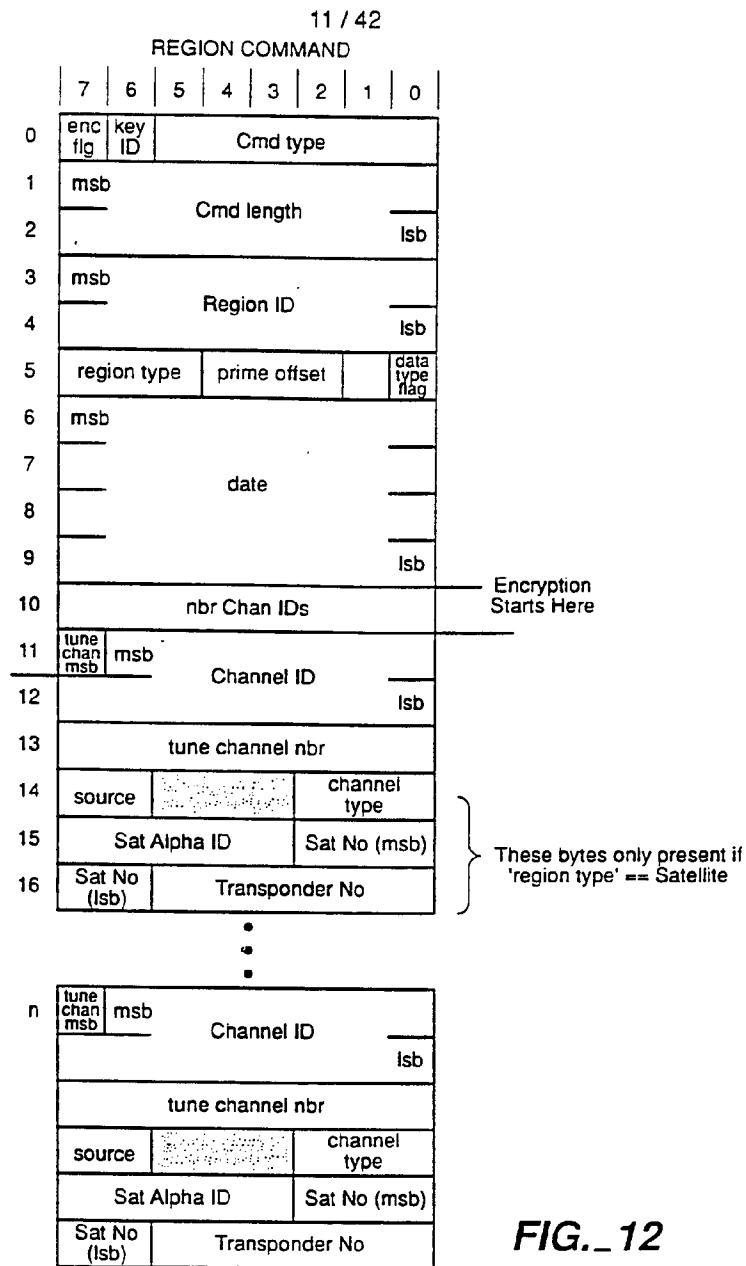 11 / 42
REGION COMMAND
7 6 5 4 3 2 1 0
0 enc flg key ID Cmd type
1 msb
Cmd length
2 lsb
3 msb
Region ID
4 lsb
5 region type prime offset data type flag
6 msb
7
date
8
9 lsb
Encryption
Starts Here
10 nbr Chan IDs
11 tune chan msb msb
Channel ID
12 lsb
13 tune channel nbr
14 source channel type
15 Sat Alpha ID Sat No (msb)
These bytes only present if
'region type' == Satellite
16 Sat No (lsb) Transponder No
n tune chan msb msb
Channel ID
lsb
tune channel nbr
source channel type
Sat Alpha ID Sat No (msb)
Sat No (lsb) Transponder No
FIG._12